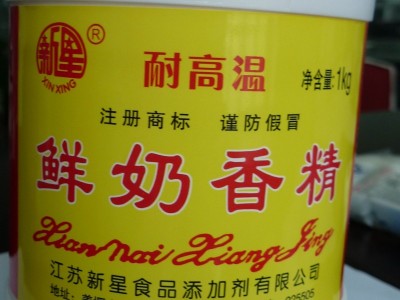 新星
®
XIN XING
耐高温
净含量:1kg
注册商标 谨防假冒
鲜奶香精
Xian Nai Xiang Jing
江苏新星食品添加剂有限公司
地址: